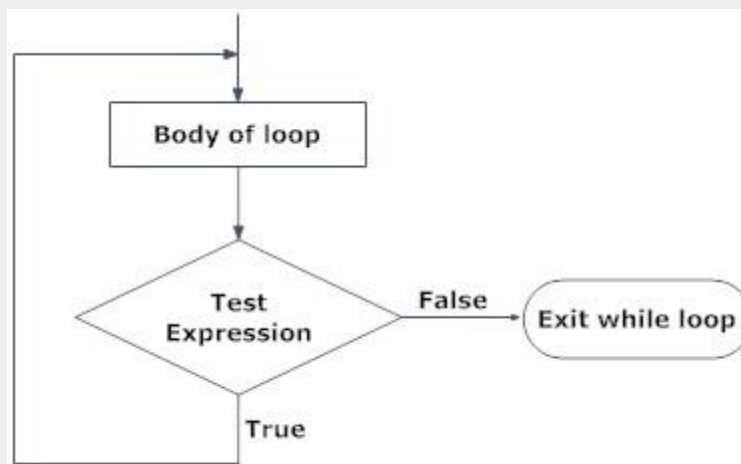 Body of loop
Test
Expression
False
Exit while loop
True